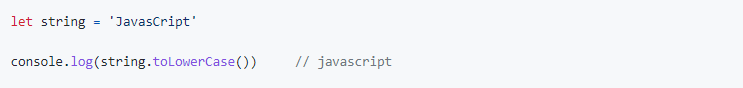 let string = 'JavasCript'
console.log(string.toLowerCase())     // javascript